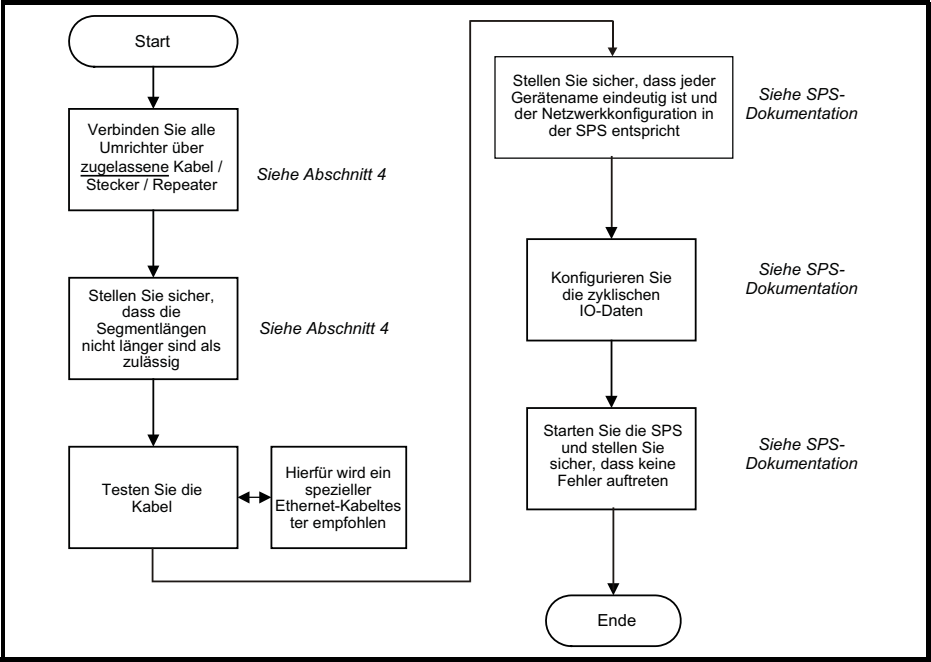 Start
Verbinden Sie alle
Umrichter über
zugelassene Kabel /
Stecker / Repeater
Siehe Abschnitt 4
Stellen Sie sicher,
dass die
Segmentlängen
nicht länger sind als
zulässig
Siehe Abschnitt 4
Testen Sie die
Kabel
Hierfür wird ein
spezieller
Ethernet-Kabeltes
ter empfohlen
Stellen Sie sicher, dass jeder
Gerätename eindeutig ist und
der Netzwerkkonfiguration in
der SPS entspricht
Siehe SPS-
Dokumentation
Konfigurieren Sie
die zyklischen
IO-Daten
Siehe SPS-
Dokumentation
Starten Sie die SPS
und stellen Sie
sicher, dass keine
Fehler auftreten
Siehe SPS-
Dokumentation
Ende